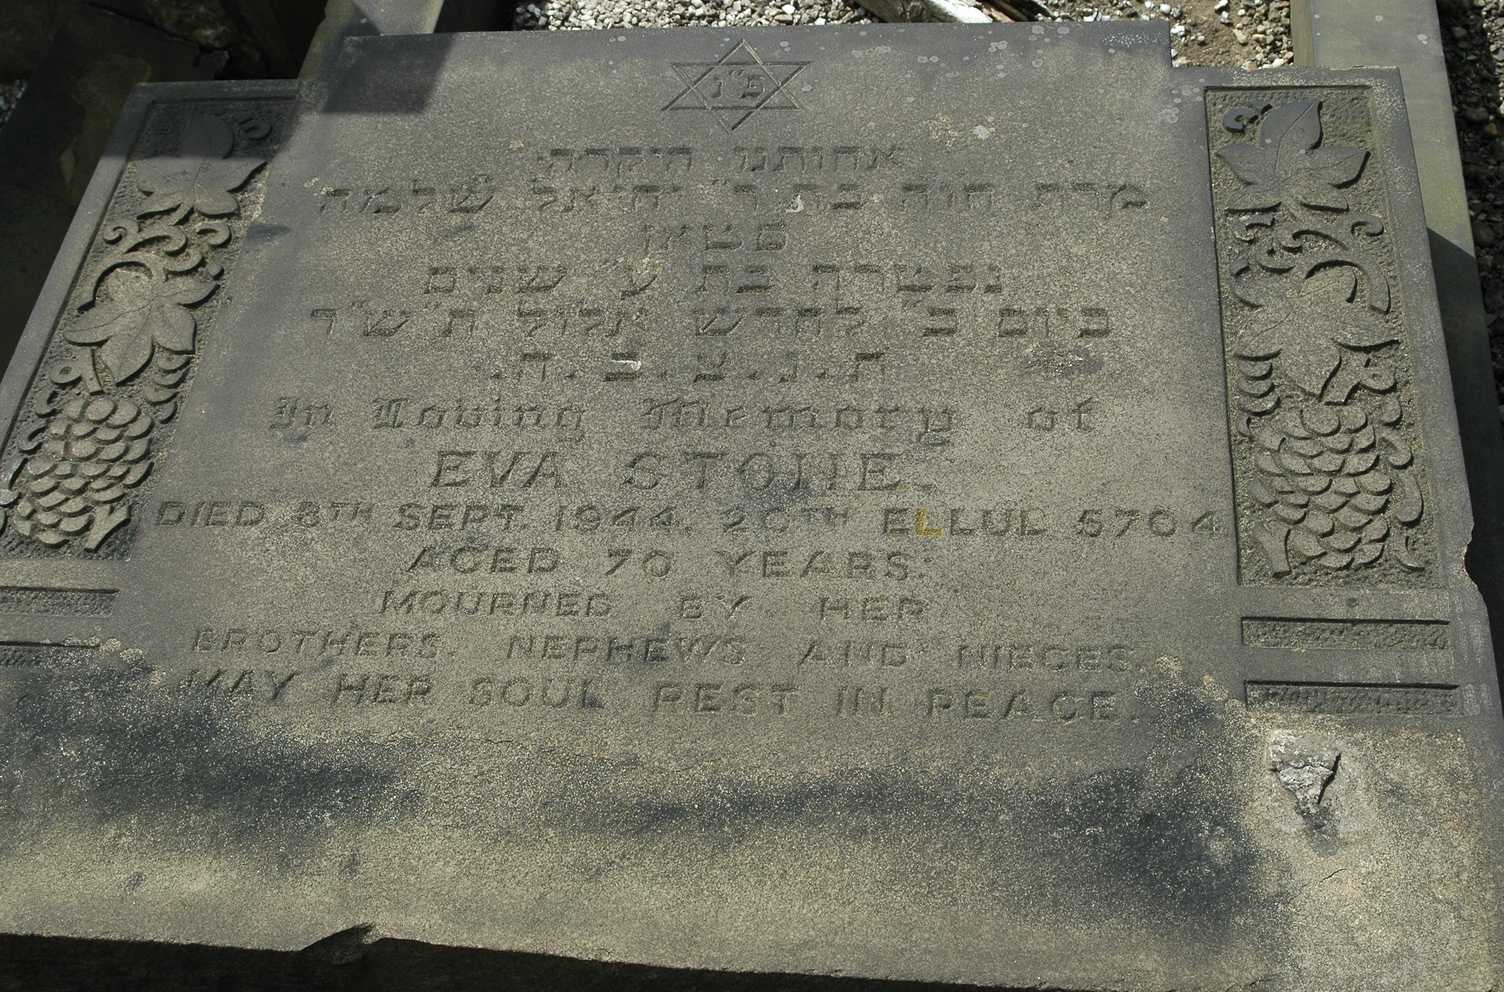 פ"נ
אחותנו היקרה
מרת חוה בת ר' יחיאל שלמה
נפטרה בת ע' שנים
ביום כ' לחדש אלול ת"ש"ד
ת.נ.צ.ב.ה.
In Loving Memory of
EVA STONE.
DIED 8TH SEPT. 1944. 20TH ELLUL 5704
AGED 70 YEARS.
MOURNED BY HER
BROTHERS. NEPHEWS AND NIECES.
MAY HER SOUL REST IN PEACE.